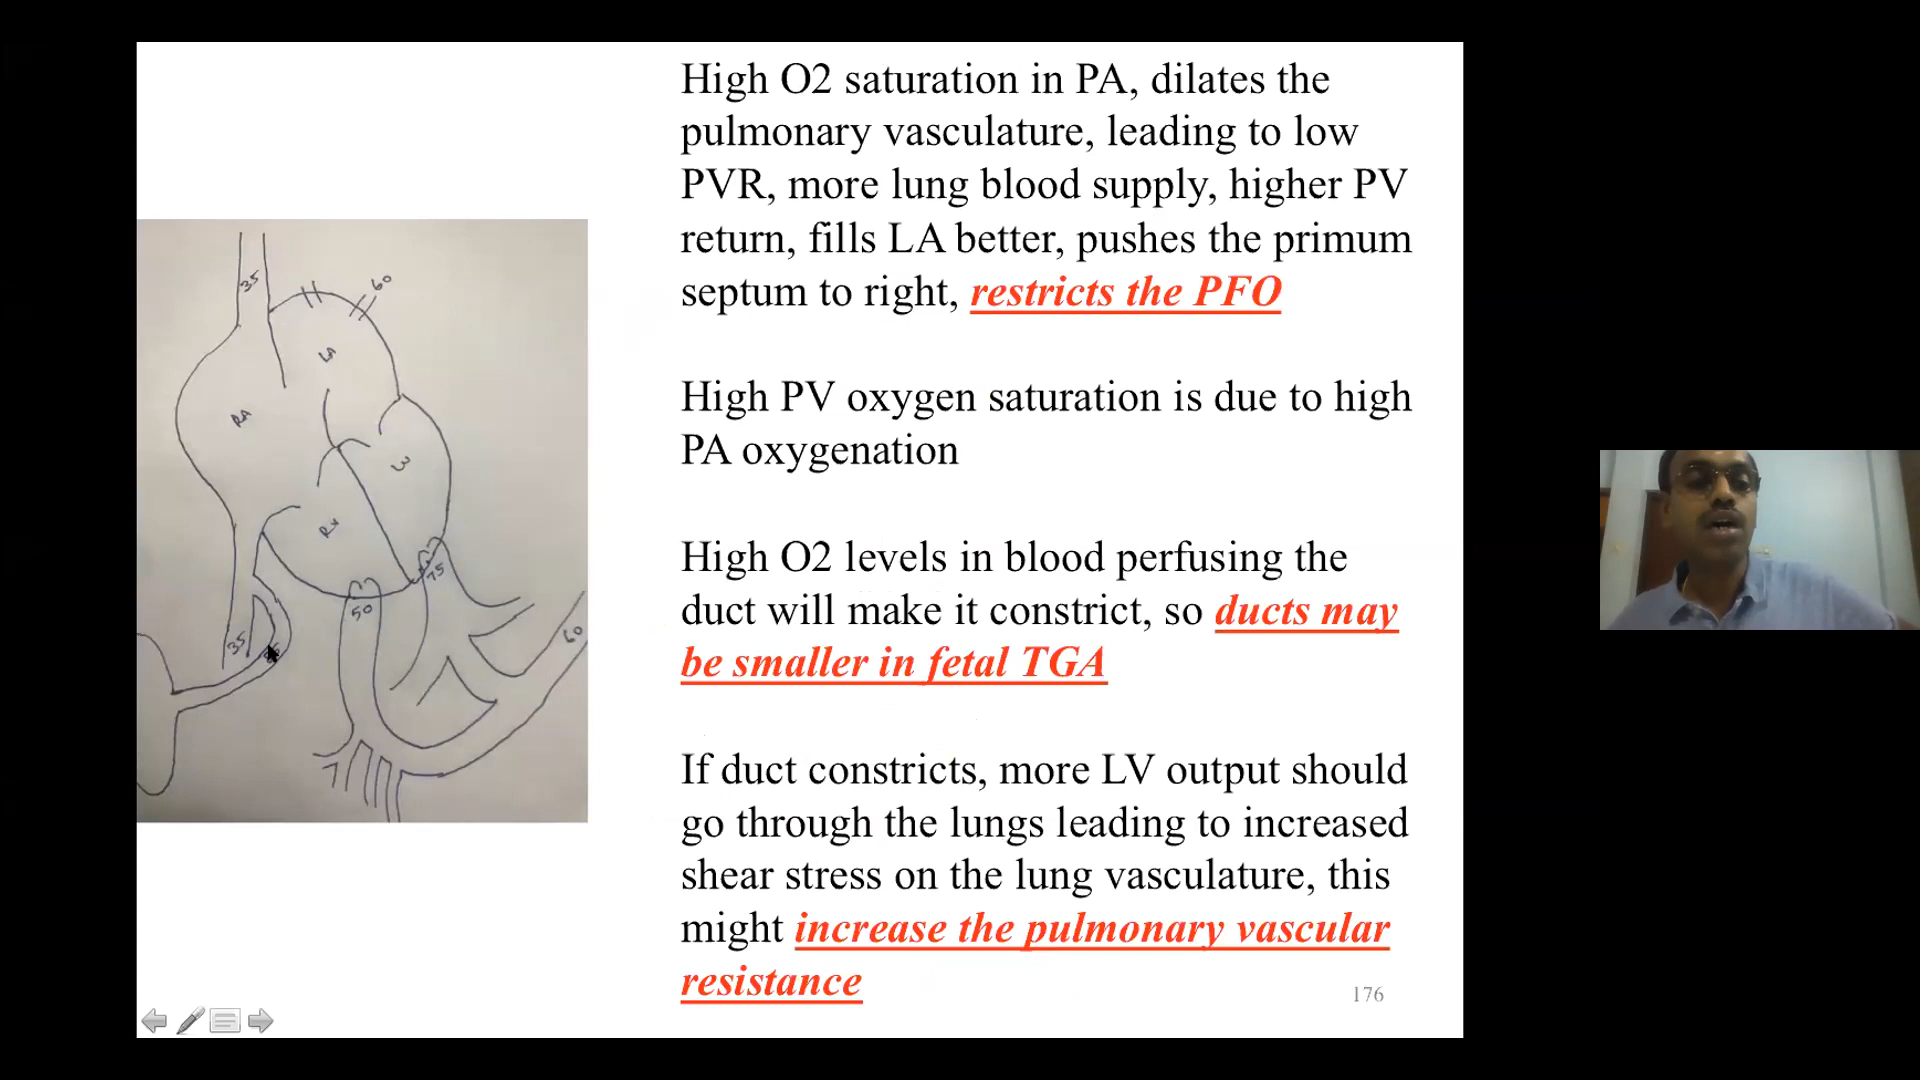 High O2 saturation in PA, dilates the
pulmonary vasculature, leading to low
PVR, more lung blood supply, higher PV
return, fills LA better, pushes the primum
septum to right, restricts the PFO
High PV oxygen saturation is due to high
PA oxygenation
High O2 levels in blood perfusing the
duct will make it constrict, so ducts may
be smaller in fetal TGA
If duct constricts, more LV output should
go through the lungs leading to increased
shear stress on the lung vasculature, this
might increase the pulmonary vascular
resistance
176
35
60
LA
RA
RV
75
50
35
60